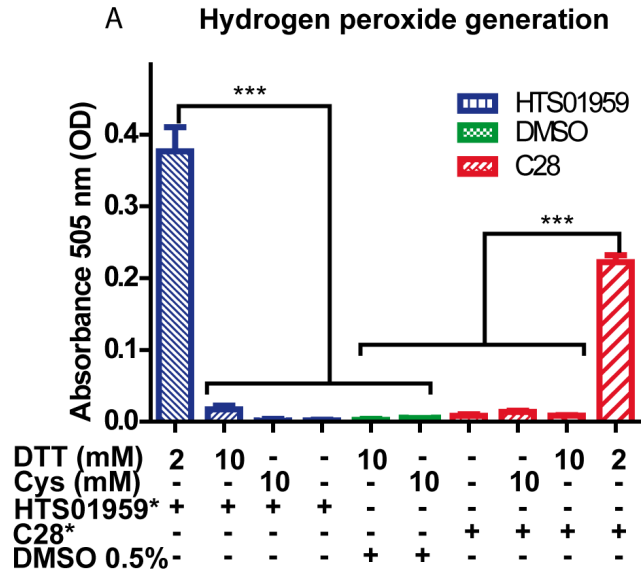 A Hydrogen peroxide generation
Absorbance 505 nm (OD)
0.4
0.3
0.2
0.1
0.0
***
***
HTS01959
DMSO
C28
DTT (mM) 2 10 - - 10 - - - 10 2
Cys (mM) - - 10 - - 10 - 10 - -
HTS01959* + + + + - - - - - -
C28* - - - - - - + + + +
DMSO 0.5% - - - - + + - - - -